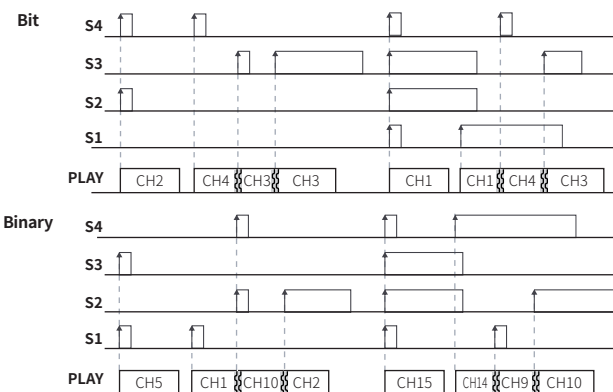 Bit
S4
S3
S2
S1
PLAY CH2 CH4 CH3 CH3 CH1 CH1 CH4 CH3
Binary
S4
S3
S2
S1
PLAY CH5 CH1 CH10 CH2 CH15 CH14 CH9 CH10